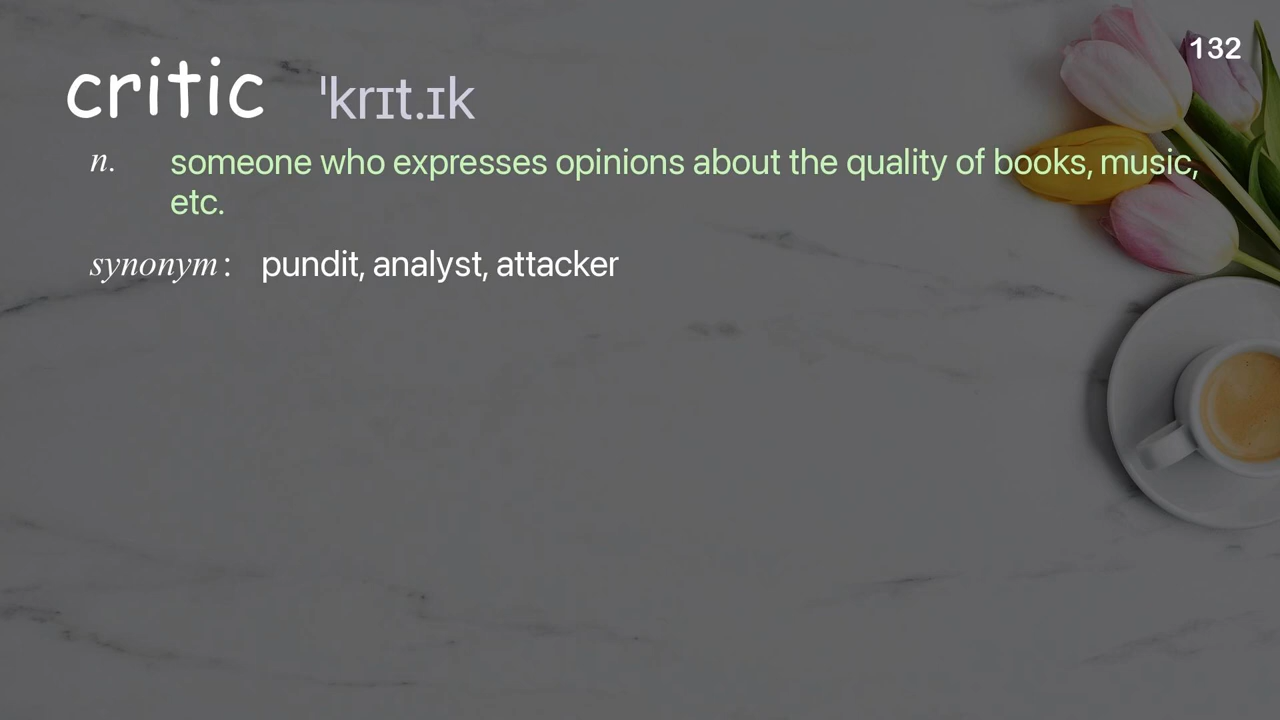 132
critic ˈkrɪt.ɪk
n. someone who expresses opinions about the quality of books, music,
etc.
synonym: pundit, analyst, attacker